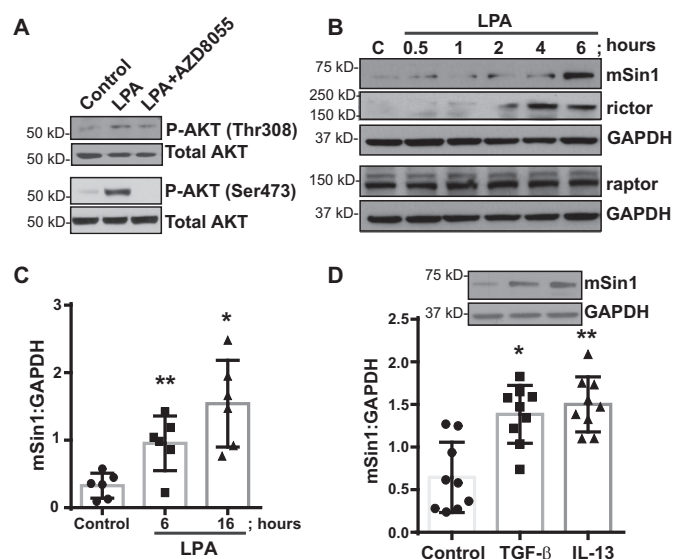 A
Control
LPA
LPA+AZD8055
50 kD-
P-AKT (Thr308)
50 kD-
Total AKT
50 kD-
P-AKT (Ser473)
50 kD-
Total AKT
B
LPA
C 0.5 1 2 4 6 ; hours
75 kD-
mSin1
250 kD-
150 kD-
rictor
37 kD-
GAPDH
150 kD-
raptor
37 kD-
GAPDH
C
mSin1:GAPDH
3
2
1
0
*
**
Control 6 16 ; hours
LPA
D
75 kD-
mSin1
37 kD-
GAPDH
mSin1:GAPDH
2.5
2.0
1.5
1.0
0.5
0.0
*
**
Control TGF-β IL-13